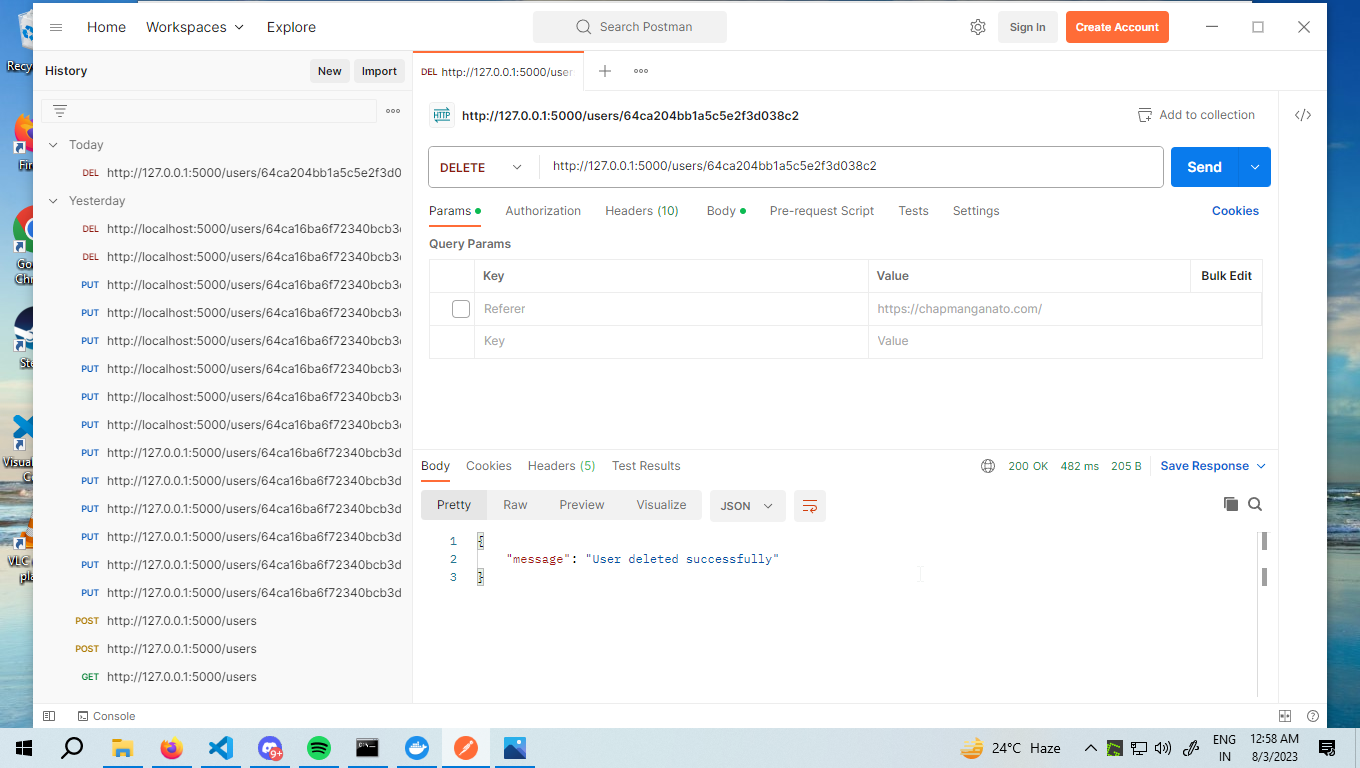 Home
Workspaces
Explore
Search Postman
Sign In
Create Account
History
New
Import
DEL http://127.0.0.1:5000/user
HTTP
http://127.0.0.1:5000/users/64ca204bb1a5c5e2f3d038c2
Add to collection
Today
DEL http://127.0.0.1:5000/users/64ca204bb1a5c5e2f3d0
Yesterday
DEL http://localhost:5000/users/64ca16ba6f72340bcb3
DEL http://localhost:5000/users/64ca16ba6f72340bcb3
PUT http://localhost:5000/users/64ca16ba6f72340bcb3
PUT http://localhost:5000/users/64ca16ba6f72340bcb3
PUT http://localhost:5000/users/64ca16ba6f72340bcb3
PUT http://localhost:5000/users/64ca16ba6f72340bcb3
PUT http://localhost:5000/users/64ca16ba6f72340bcb3
PUT http://localhost:5000/users/64ca16ba6f72340bcb3
PUT http://127.0.0.1:5000/users/64ca16ba6f72340bcb3d
PUT http://127.0.0.1:5000/users/64ca16ba6f72340bcb3d
PUT http://127.0.0.1:5000/users/64ca16ba6f72340bcb3d
PUT http://127.0.0.1:5000/users/64ca16ba6f72340bcb3d
PUT http://127.0.0.1:5000/users/64ca16ba6f72340bcb3d
PUT http://127.0.0.1:5000/users/64ca16ba6f72340bcb3d
POST http://127.0.0.1:5000/users
POST http://127.0.0.1:5000/users
GET http://127.0.0.1:5000/users
DELETE
http://127.0.0.1:5000/users/64ca204bb1a5c5e2f3d038c2
Send
Params
Authorization
Headers (10)
Body
Pre-request Script
Tests
Settings
Cookies
Query Params
Key
Value
Bulk Edit
Referer
https://chapmanganato.com/
Key
Value
Body
Cookies
Headers (5)
Test Results
200 OK
482 ms
205 B
Save Response
Pretty
Raw
Preview
Visualize
JSON
1 {
2 "message": "User deleted successfully"
3 }
Console
Recy
Fir
Go
Chr
Ste
Visua
Co
VLC
pla
9+
24°C Haze
ENG
IN
12:58 AM
8/3/2023